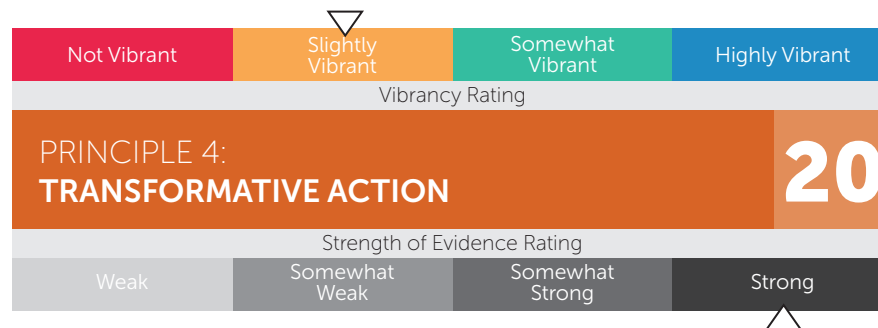 Not Vibrant
Slightly
Vibrant
Somewhat
Vibrant
Highly Vibrant
Vibrancy Rating
PRINCIPLE 4:
TRANSFORMATIVE ACTION
20
Strength of Evidence Rating
Weak
Somewhat
Weak
Somewhat
Strong
Strong